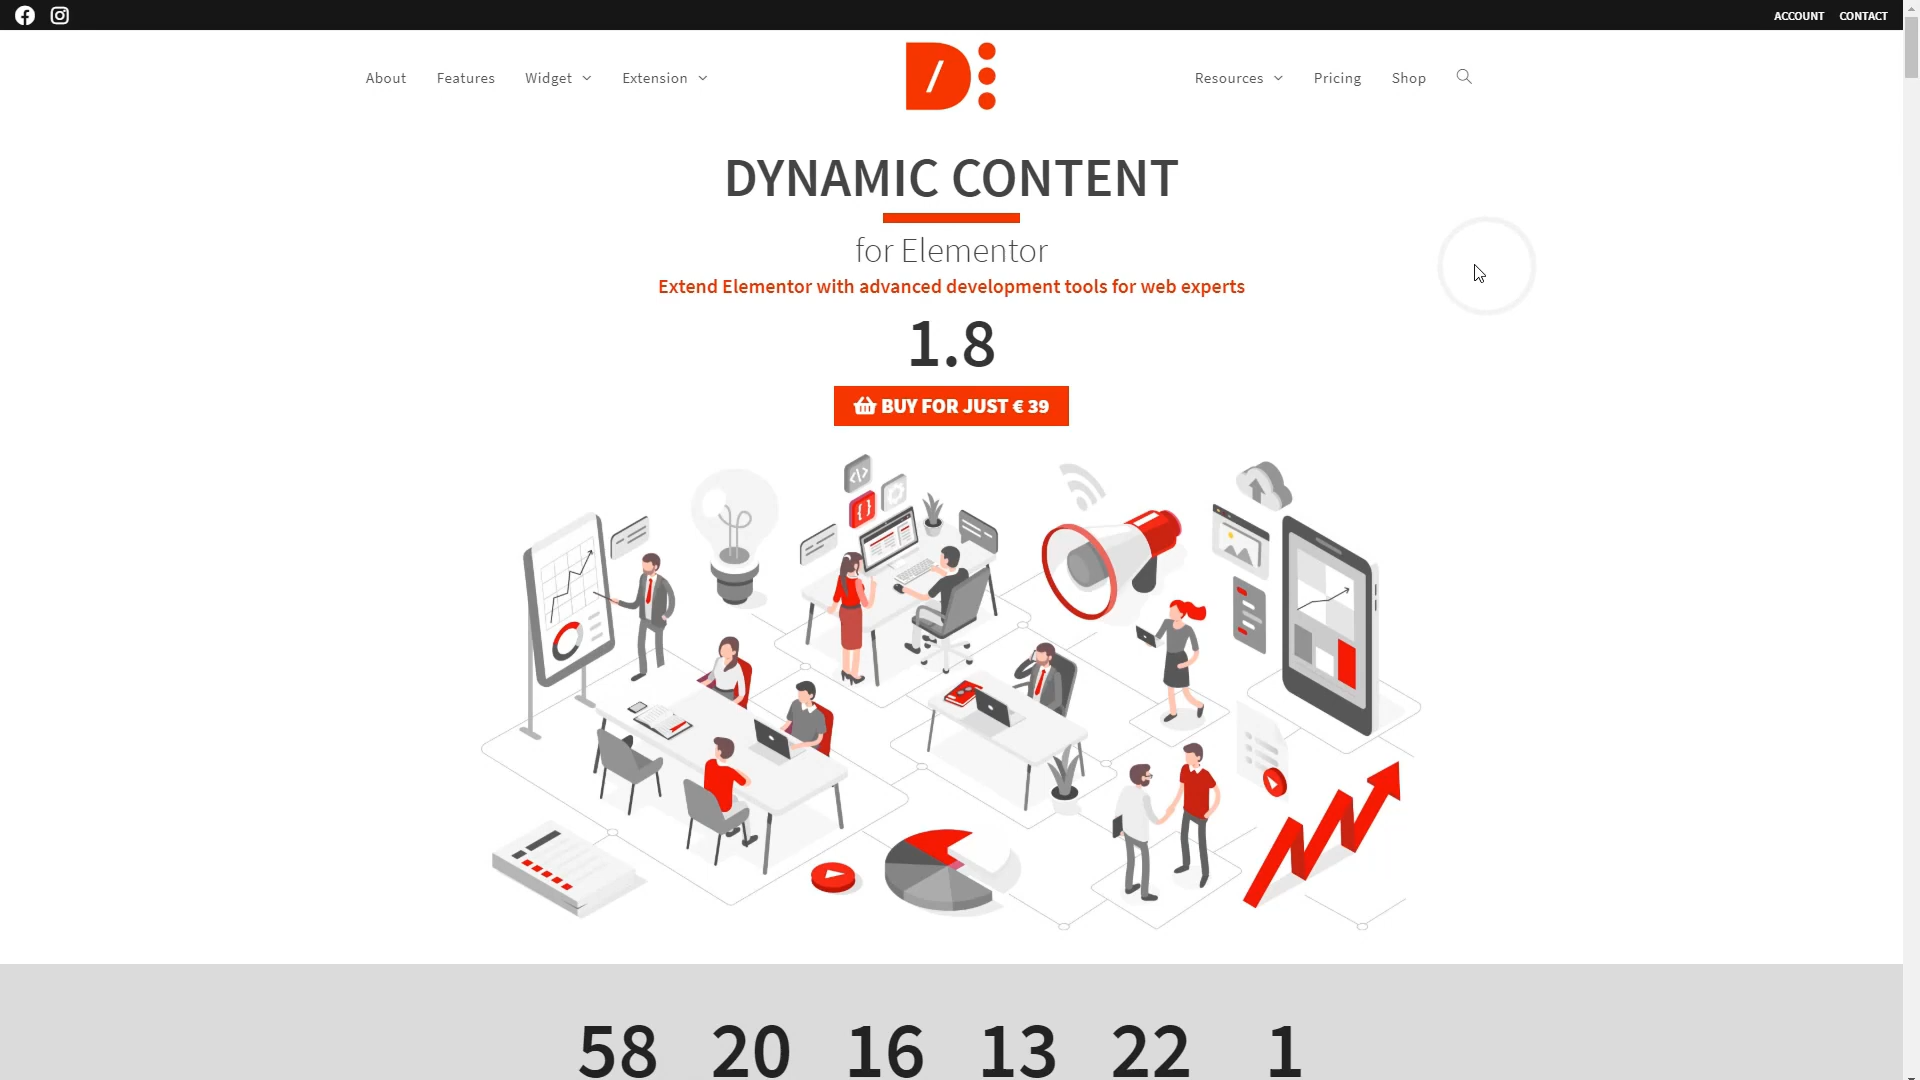 ACCOUNT CONTACT
About Features Widget Extension
Resources Pricing Shop
DYNAMIC CONTENT
for Elementor
Extend Elementor with advanced development tools for web experts
1.8
BUY FOR JUST € 39
58 20 16 13 22 1